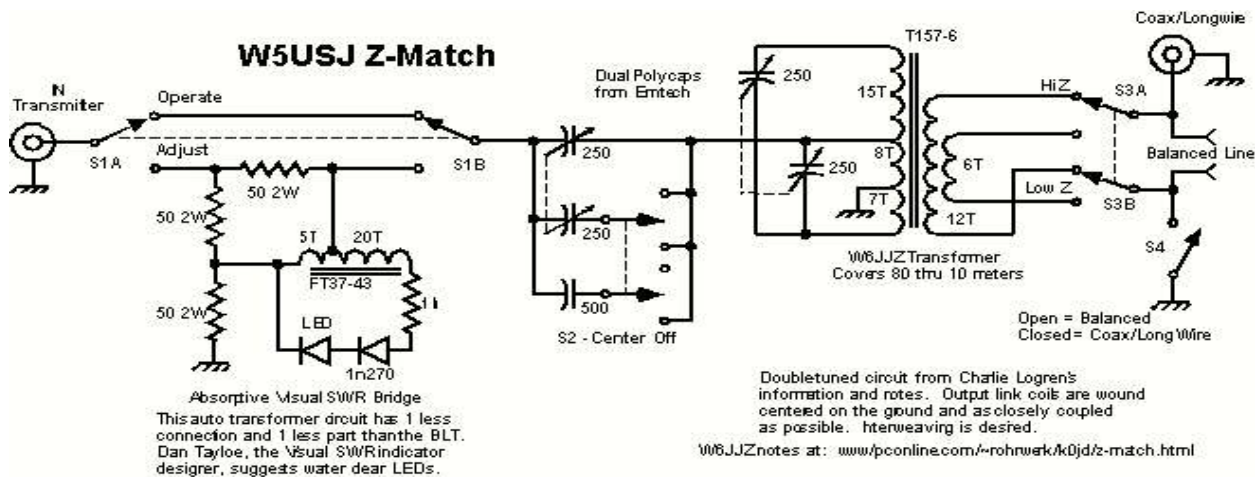 W5USJ Z-Match
IN
Transmitter
Operate
S1A
Adjust
S1B
50 2W
50 2W
50 2W
5T
20T
FT37-43
1k
LED
1n270
Absorptive Visual SWR Bridge
This auto transformer circuit has 1 less
connection and 1 less part than the BLT.
Dan Tayloe, the Visual SWR indicator
designer, suggests water clear LEDs.
250
250
500
S2 - Center Off
Dual Polycaps
from Emtech
250
250
T157-6
15T
8T
7T
6T
12T
W6JJZ Transformer
Covers 80 thru 10 meters
Coax/Longwire
Hi Z
S3A
Balanced Line
Low Z
S3B
S4
Open = Balanced
Closed = Coax/Long Wire
Doubletuned circuit from Charlie Lofgren's
information and notes. Output link coils are wound
centered on the ground and as closely coupled
as possible. Interweaving is desired.
W6JJZ notes at: www/pconline.com/~rohrwerk/k0jd/z-match.html